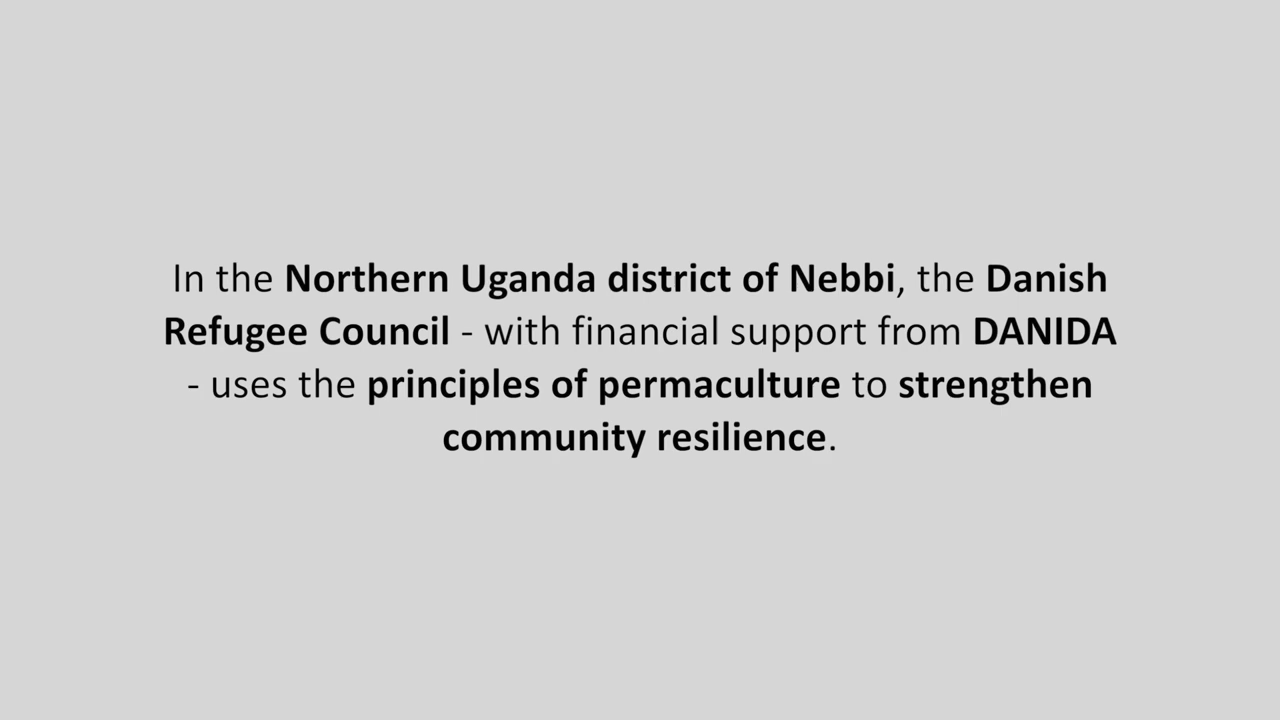 In the Northern Uganda district of Nebbi, the Danish
Refugee Council - with financial support from DANIDA
- uses the principles of permaculture to strengthen
community resilience.